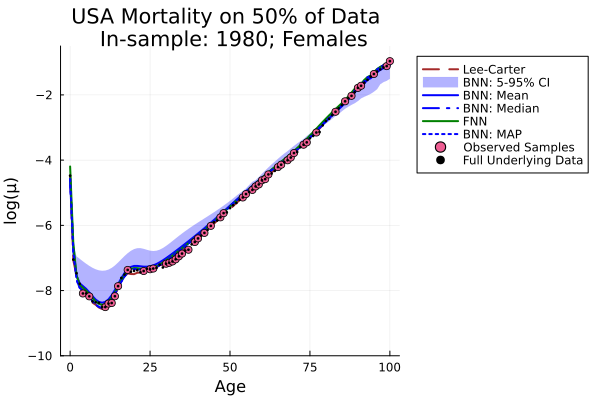 USA Mortality on 50% of Data
In-sample: 1980; Females
log(μ)
−2
−4
−6
−8
−10
0
25
50
75
100
Age
Lee-Carter
BNN: 5-95% CI
BNN: Mean
BNN: Median
FNN
BNN: MAP
Observed Samples
Full Underlying Data